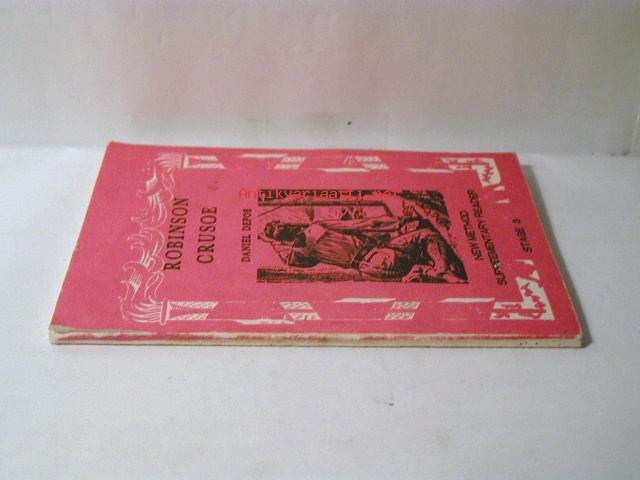 ROBINSON
CRUSOE
DANIEL DEFOE
NEW METHOD
SUPPLEMENTARY READER
STAGE 3